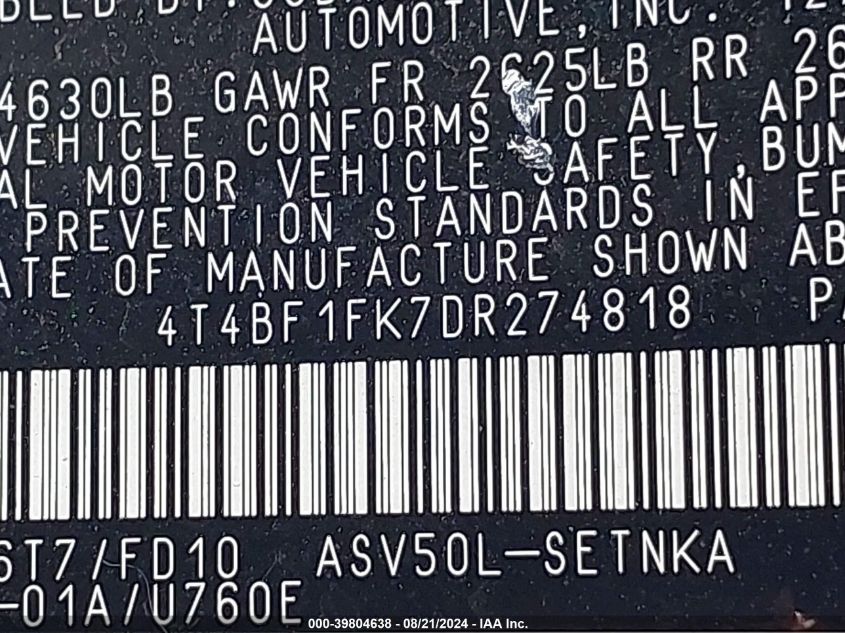 AUTOMOTIVE, INC.
4630LB GAWR FR 2625LB RR 26
VEHICLE CONFORMS TO ALL APP
AL MOTOR VEHICLE SAFETY, BUM
PREVENTION STANDARDS IN EF
ATE OF MANUFACTURE SHOWN AB
4T4BF1FK7DR274818 PA
6T7/FD10 ASV50L-SETNKA
-01A/U760E
000-39804638 - 08/21/2024 - IAA Inc.